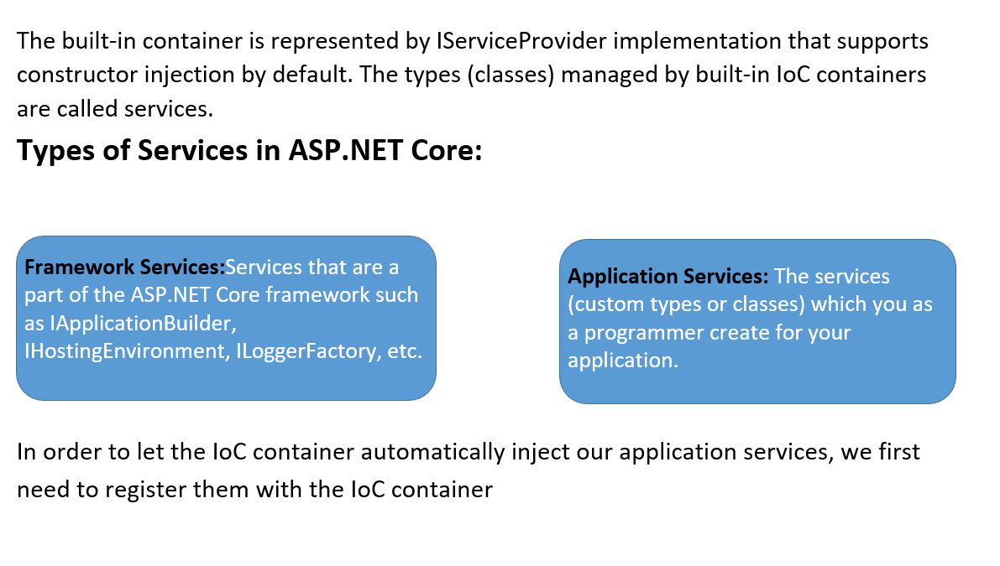 The built-in container is represented by IServiceProvider implementation that supports
constructor injection by default. The types (classes) managed by built-in IoC containers
are called services.
Types of Services in ASP.NET Core:
Framework Services:Services that are a
part of the ASP.NET Core framework such
as IApplicationBuilder,
IHostingEnvironment, ILoggerFactory, etc.
Application Services: The services
(custom types or classes) which you as
a programmer create for your
application.
In order to let the IoC container automatically inject our application services, we first
need to register them with the IoC container